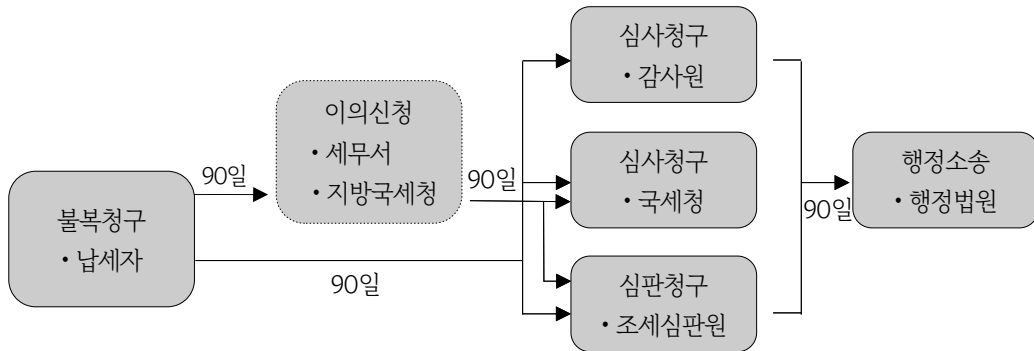 불복청구
• 납세자
90일
90일
이의신청
• 세무서
• 지방국세청
90일
심사청구
• 감사원
심사청구
• 국세청
심판청구
• 조세심판원
90일
행정소송
• 행정법원